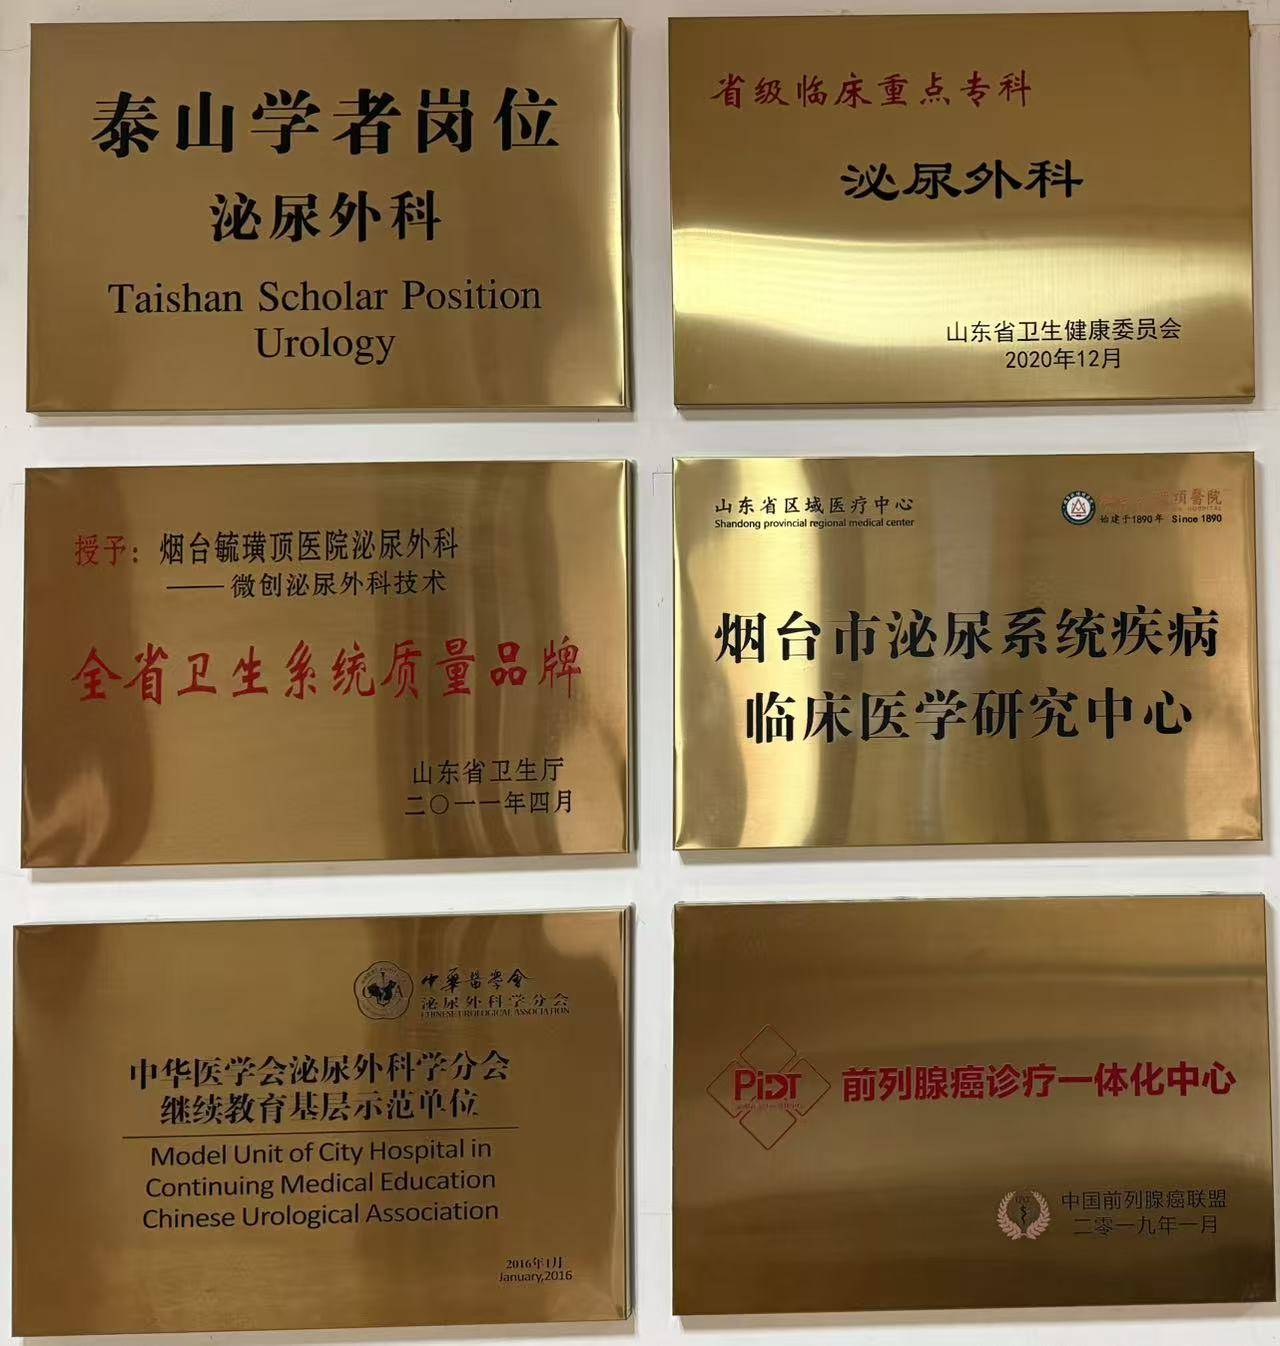 泰山学者岗位
泌尿外科
Taishan Scholar Position
Urology
省级临床重点专科
泌尿外科
山东省卫生健康委员会
2020年12月
授予：烟台毓璜顶医院泌尿外科
——微创泌尿外科技术
全省卫生系统质量品牌
山东省卫生厅
二〇一一年四月
山东省区域医疗中心
Shandong provincial regional medical center
頂醫院
HOSPITAL
始建于1890年 Since 1890
烟台市泌尿系统疾病
临床医学研究中心
中華醫學會
泌尿外科学分会
CHINESE UROLOGICAL ASSOCIATION
中华医学会泌尿外科学分会
继续教育基层示范单位
Model Unit of City Hospital in
Continuing Medical Education
Chinese Urological Association
2016年1月
January,2016
PiDT
前列腺癌诊疗一体化中心
中国前列腺癌联盟
二零一九年一月